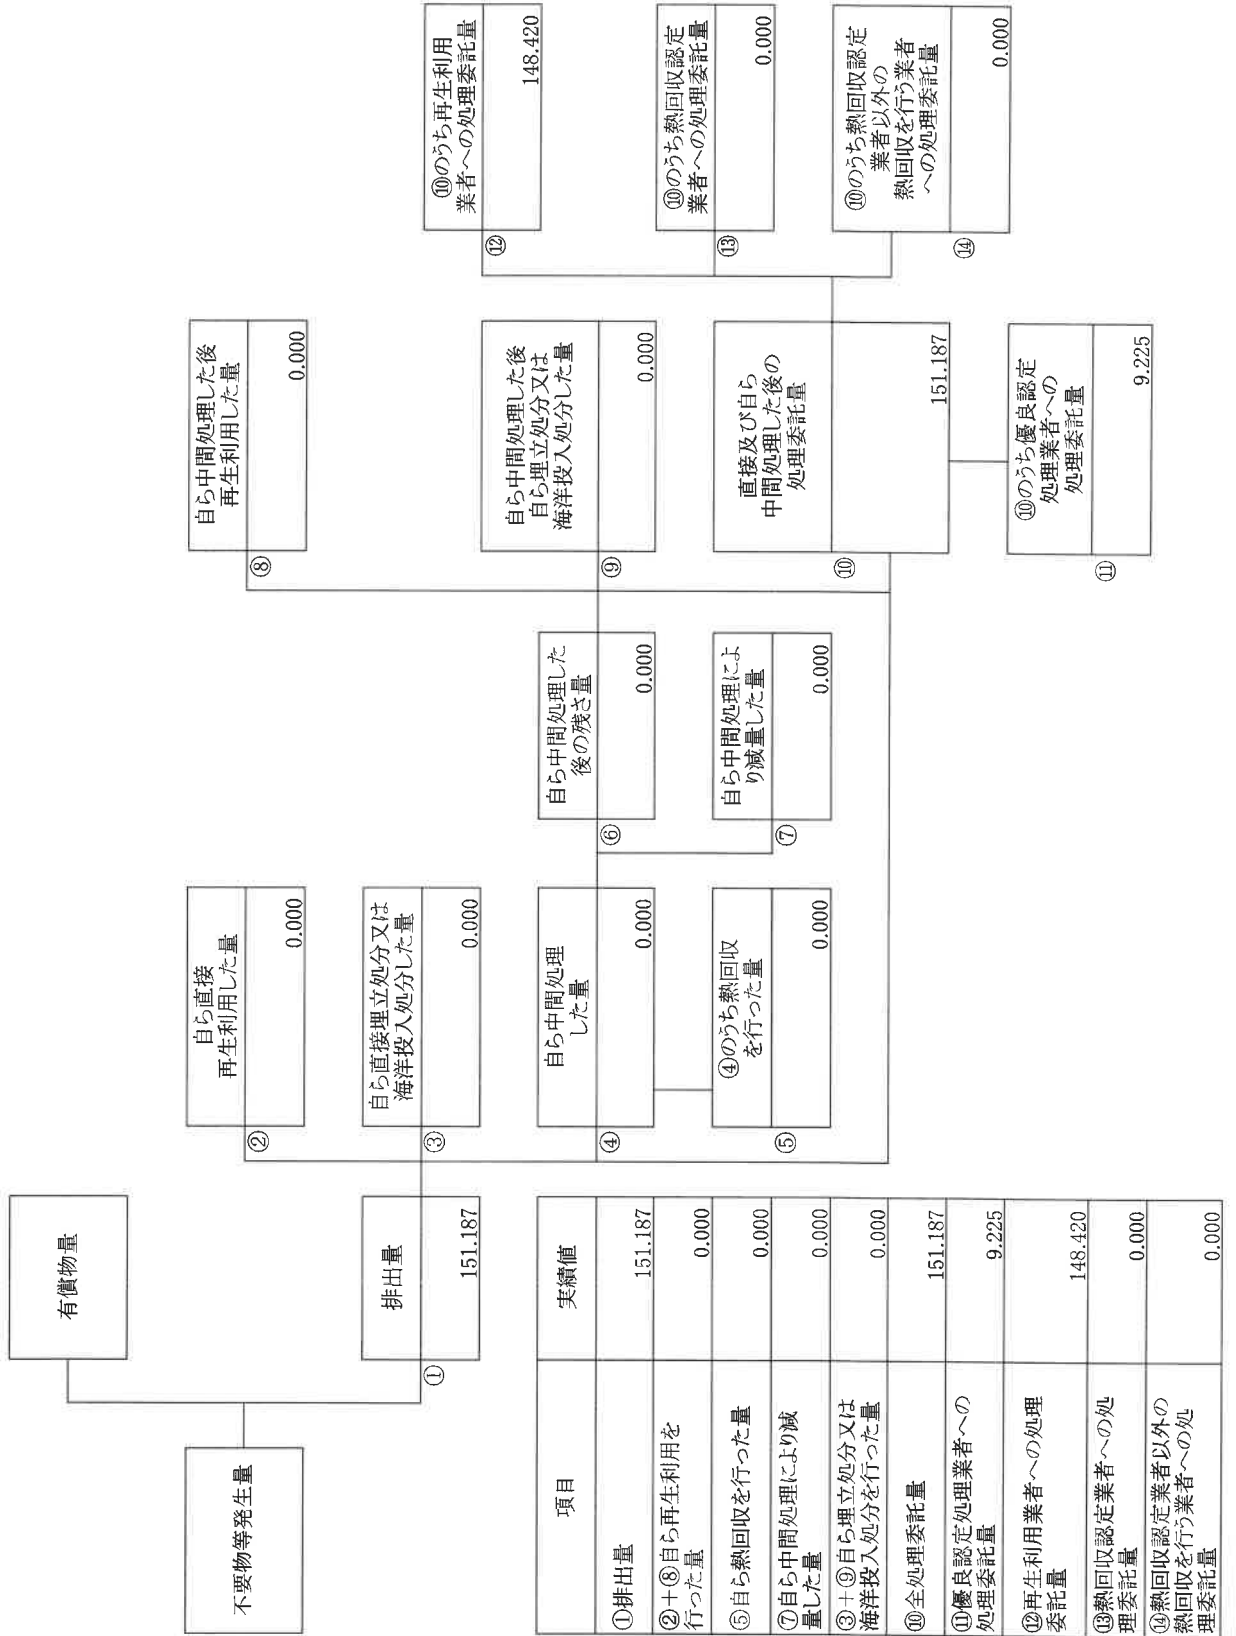 有償物量
不要物等発生量
排出量
①
151.187
自ら直接
再生利用した量
②
0.000
自ら直接埋立処分又は
海洋投入処分した量
③
0.000
自ら中間処理
した量
④
0.000
④のうち熱回収
を行った量
⑤
0.000
自ら中間処理した
後の残さ量
⑥
0.000
自ら中間処理によ
り減量した量
⑦
0.000
自ら中間処理した後
再生利用した量
⑧
0.000
自ら中間処理した後
自ら埋立処分又は
海洋投入処分した量
⑨
0.000
直接及び自ら
中間処理した後の
処理委託量
⑩
151.187
⑩のうち優良認定
処理業者への
処理委託量
⑪
9.225
⑩のうち再生利用
業者への処理委託量
⑫
148.420
⑩のうち熱回収認定
業者への処理委託量
⑬
0.000
⑩のうち熱回収認定
業者以外の
熱回収を行う業者
への処理委託量
⑭
0.000
項目 実績値
①排出量 151.187
②＋⑧自ら再生利用を
行った量 0.000
⑤自ら熱回収を行った量 0.000
⑦自ら中間処理により減
量した量 0.000
③＋⑨自ら埋立処分又は
海洋投入処分を行った量 0.000
⑩全処理委託量 151.187
⑪優良認定処理業者への
処理委託量 9.225
⑫再生利用業者への処理
委託量 148.420
⑬熱回収認定業者への処
理委託量 0.000
⑭熱回収認定業者以外の
熱回収を行う業者への処
理委託量 0.000